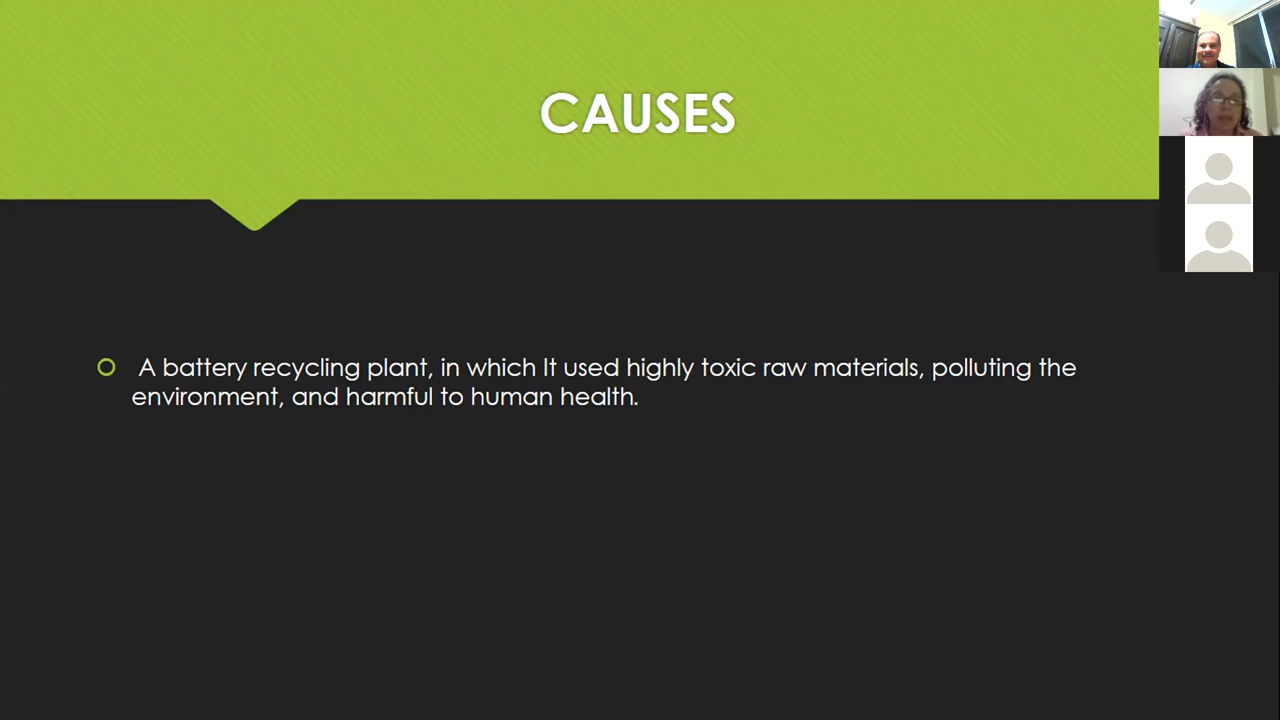 CAUSES
A battery recycling plant, in which It used highly toxic raw materials, polluting the
environment, and harmful to human health.